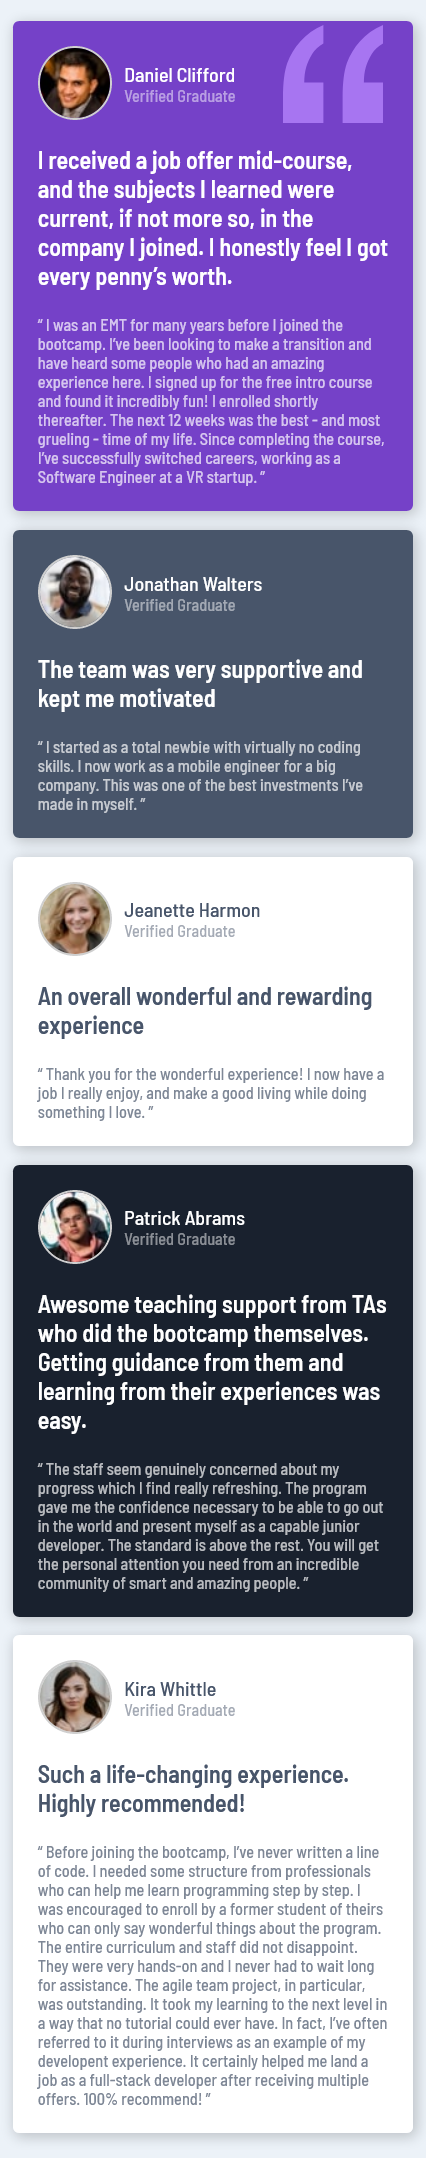 Daniel Clifford
Verified Graduate
I received a job offer mid-course,
and the subjects I learned were
current, if not more so, in the
company I joined. I honestly feel I got
every penny’s worth.
“ I was an EMT for many years before I joined the
bootcamp. I’ve been looking to make a transition and
have heard some people who had an amazing
experience here. I signed up for the free intro course
and found it incredibly fun! I enrolled shortly
thereafter. The next 12 weeks was the best - and most
grueling - time of my life. Since completing the course,
I’ve successfully switched careers, working as a
Software Engineer at a VR startup. ”
Jonathan Walters
Verified Graduate
The team was very supportive and
kept me motivated
“ I started as a total newbie with virtually no coding
skills. I now work as a mobile engineer for a big
company. This was one of the best investments I’ve
made in myself. ”
Jeanette Harmon
Verified Graduate
An overall wonderful and rewarding
experience
“ Thank you for the wonderful experience! I now have a
job I really enjoy, and make a good living while doing
something I love. ”
Patrick Abrams
Verified Graduate
Awesome teaching support from TAs
who did the bootcamp themselves.
Getting guidance from them and
learning from their experiences was
easy.
“ The staff seem genuinely concerned about my
progress which I find really refreshing. The program
gave me the confidence necessary to be able to go out
in the world and present myself as a capable junior
developer. The standard is above the rest. You will get
the personal attention you need from an incredible
community of smart and amazing people. ”
Kira Whittle
Verified Graduate
Such a life-changing experience.
Highly recommended!
“ Before joining the bootcamp, I’ve never written a line
of code. I needed some structure from professionals
who can help me learn programming step by step. I
was encouraged to enroll by a former student of theirs
who can only say wonderful things about the program.
The entire curriculum and staff did not disappoint.
They were very hands-on and I never had to wait long
for assistance. The agile team project, in particular,
was outstanding. It took my learning to the next level in
a way that no tutorial could ever have. In fact, I’ve often
referred to it during interviews as an example of my
developent experience. It certainly helped me land a
job as a full-stack developer after receiving multiple
offers. 100% recommend! ”